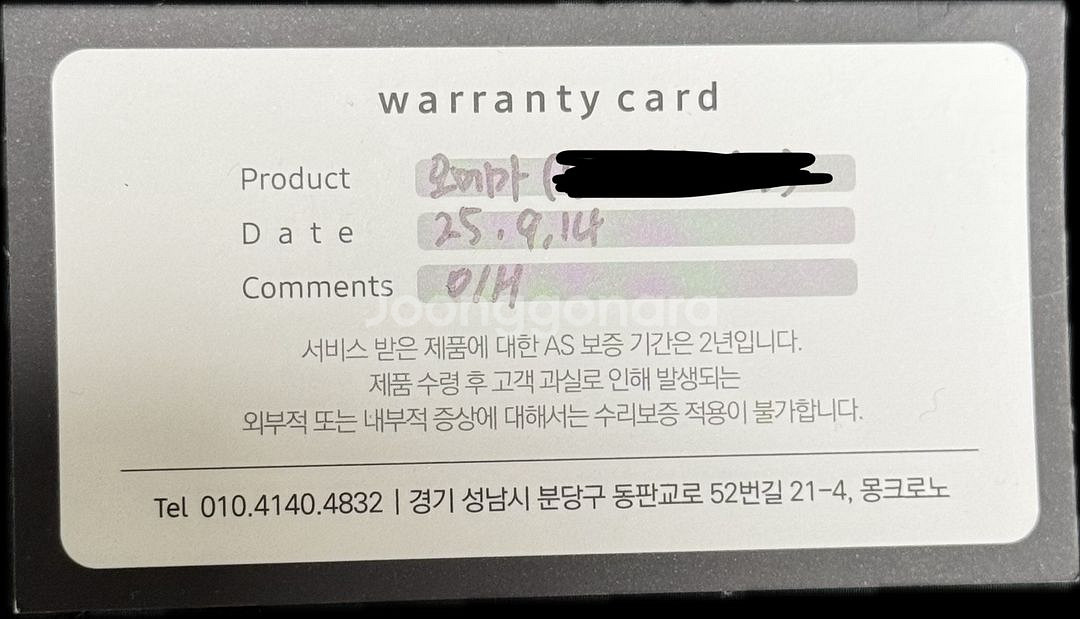 warranty card
Product 오메가 (
Date 25.9.14
Comments O/H
Joonggonara
서비스 받은 제품에 대한 AS 보증 기간은 2년입니다.
제품 수령 후 고객 과실로 인해 발생되는
외부적 또는 내부적 증상에 대해서는 수리보증 적용이 불가합니다.
Tel 010.4140.4832 | 경기 성남시 분당구 동판교로 52번길 21-4, 몽크로노